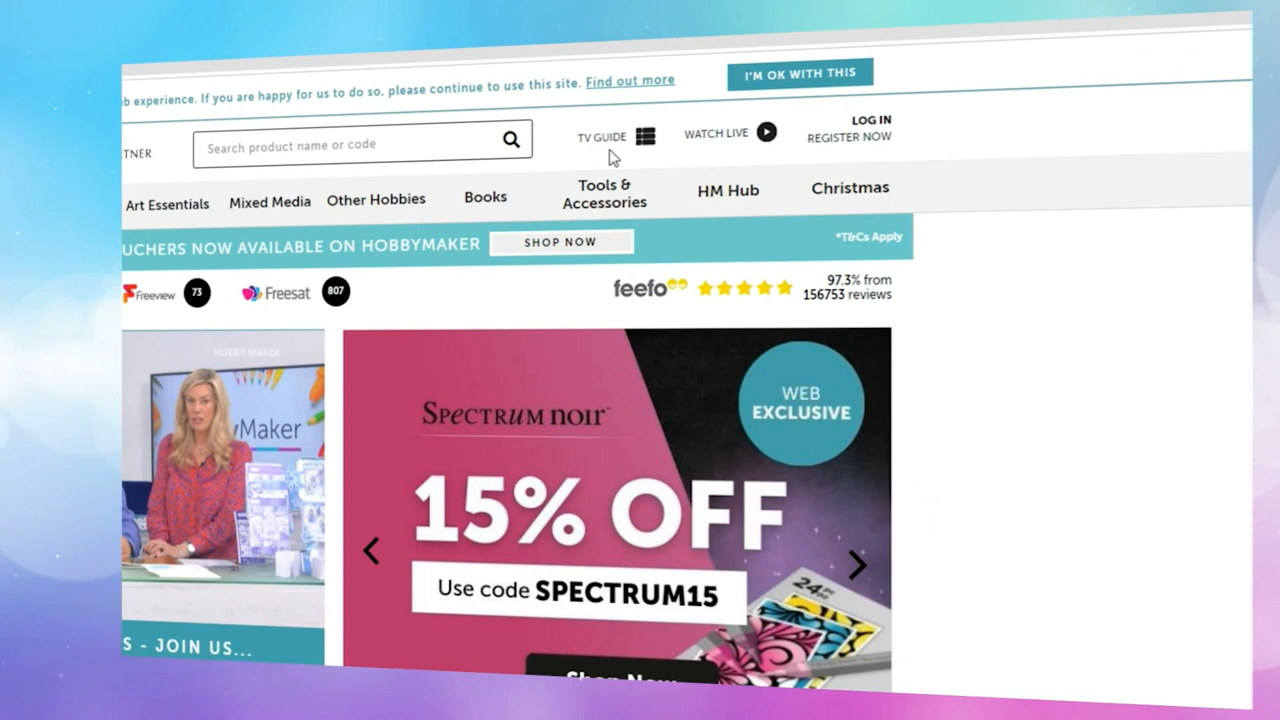 experience. If you are happy for us to do so, please continue to use this site. Find out more
I'M OK WITH THIS
Search product name or code
TV GUIDE
WATCH LIVE
LOG IN
REGISTER NOW
Art Essentials
Mixed Media
Other Hobbies
Books
Tools &
Accessories
HM Hub
Christmas
UCHERS NOW AVAILABLE ON HOBBYMAKER
SHOP NOW
*T&Cs Apply
Freeview
73
Freesat
807
feefo
97.3% from
156753 reviews
HOBBY MAKER
yMaker
SPECTRUM NOIR
WEB
EXCLUSIVE
15% OFF
Use code SPECTRUM15
24
Shop Now
S - JOIN US...